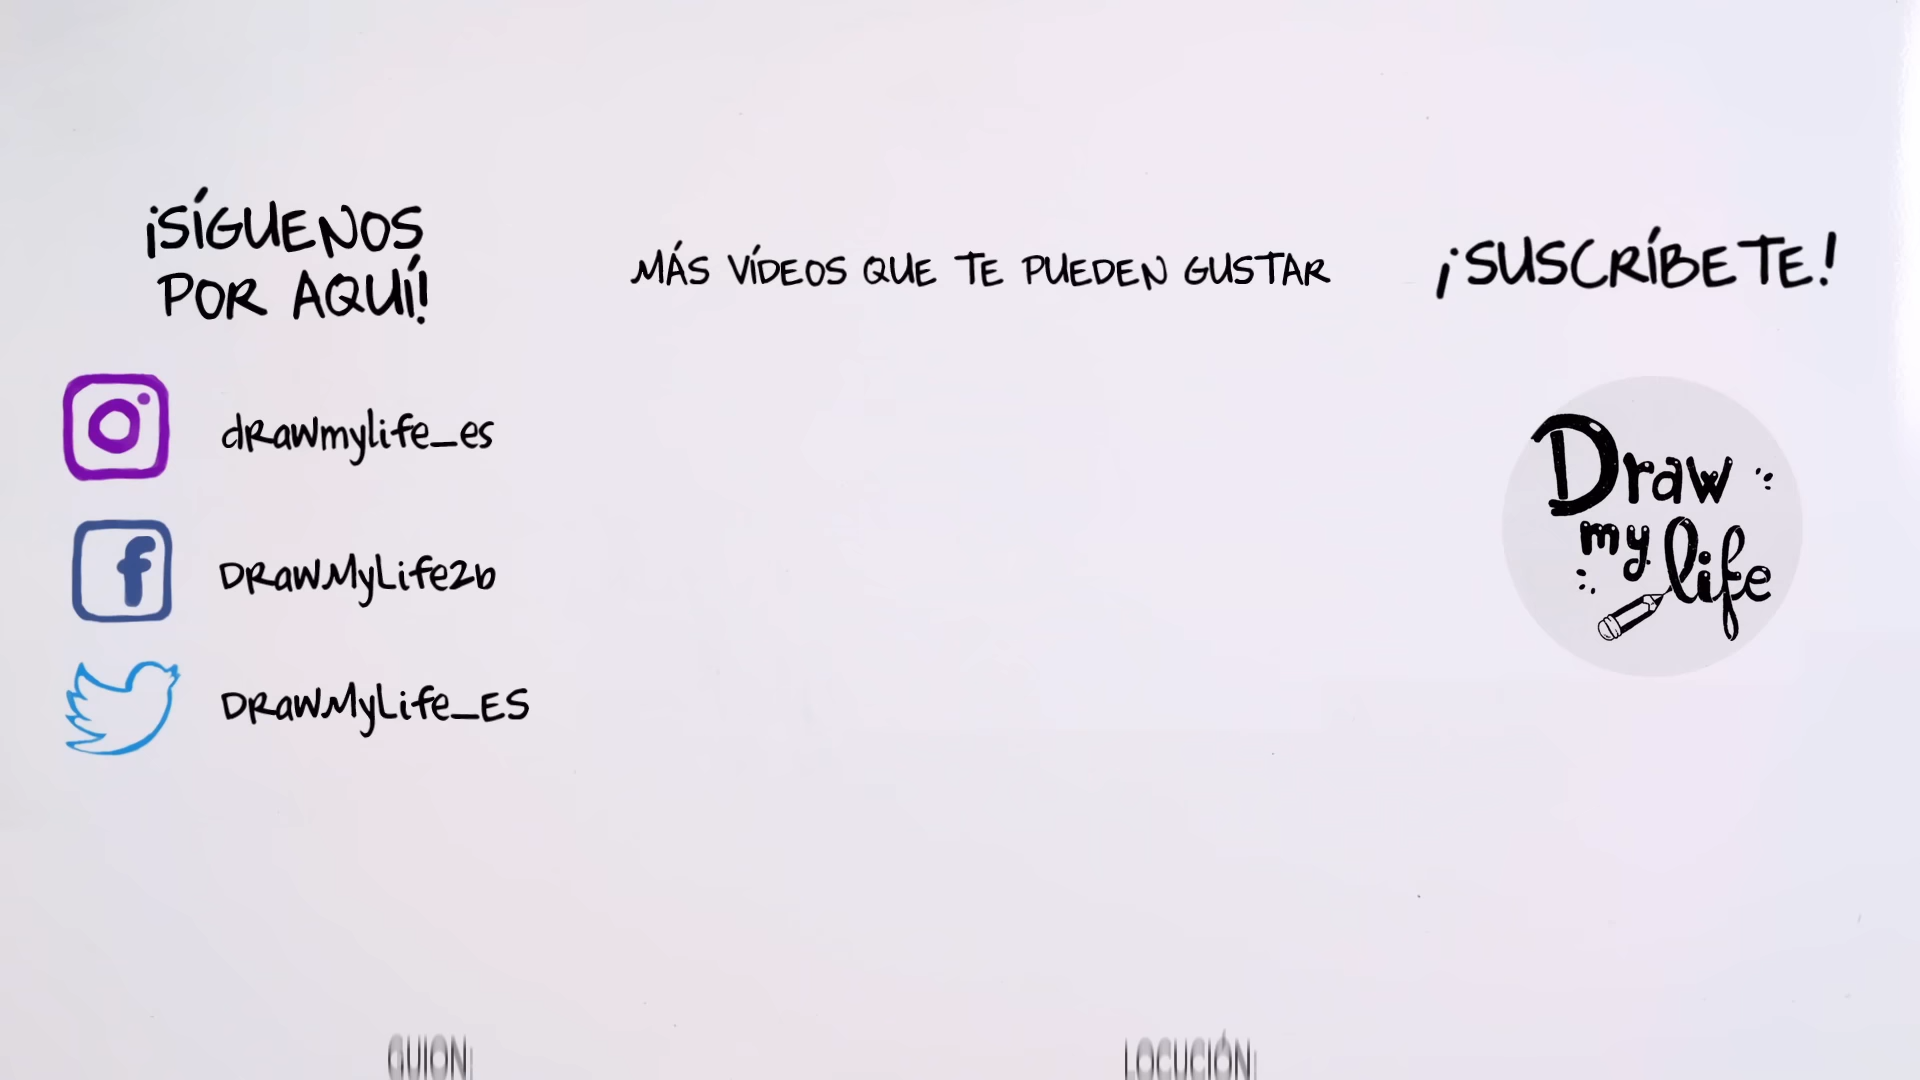 ¡SÍGUENOS
POR AQUÍ!
drawmylife_es
DrawMyLife2b
DrawMyLife_ES
MÁS VÍDEOS QUE TE PUEDEN GUSTAR
¡SUSCRÍBETE!
Draw
my
life
GUION:
LOCUCIÓN: